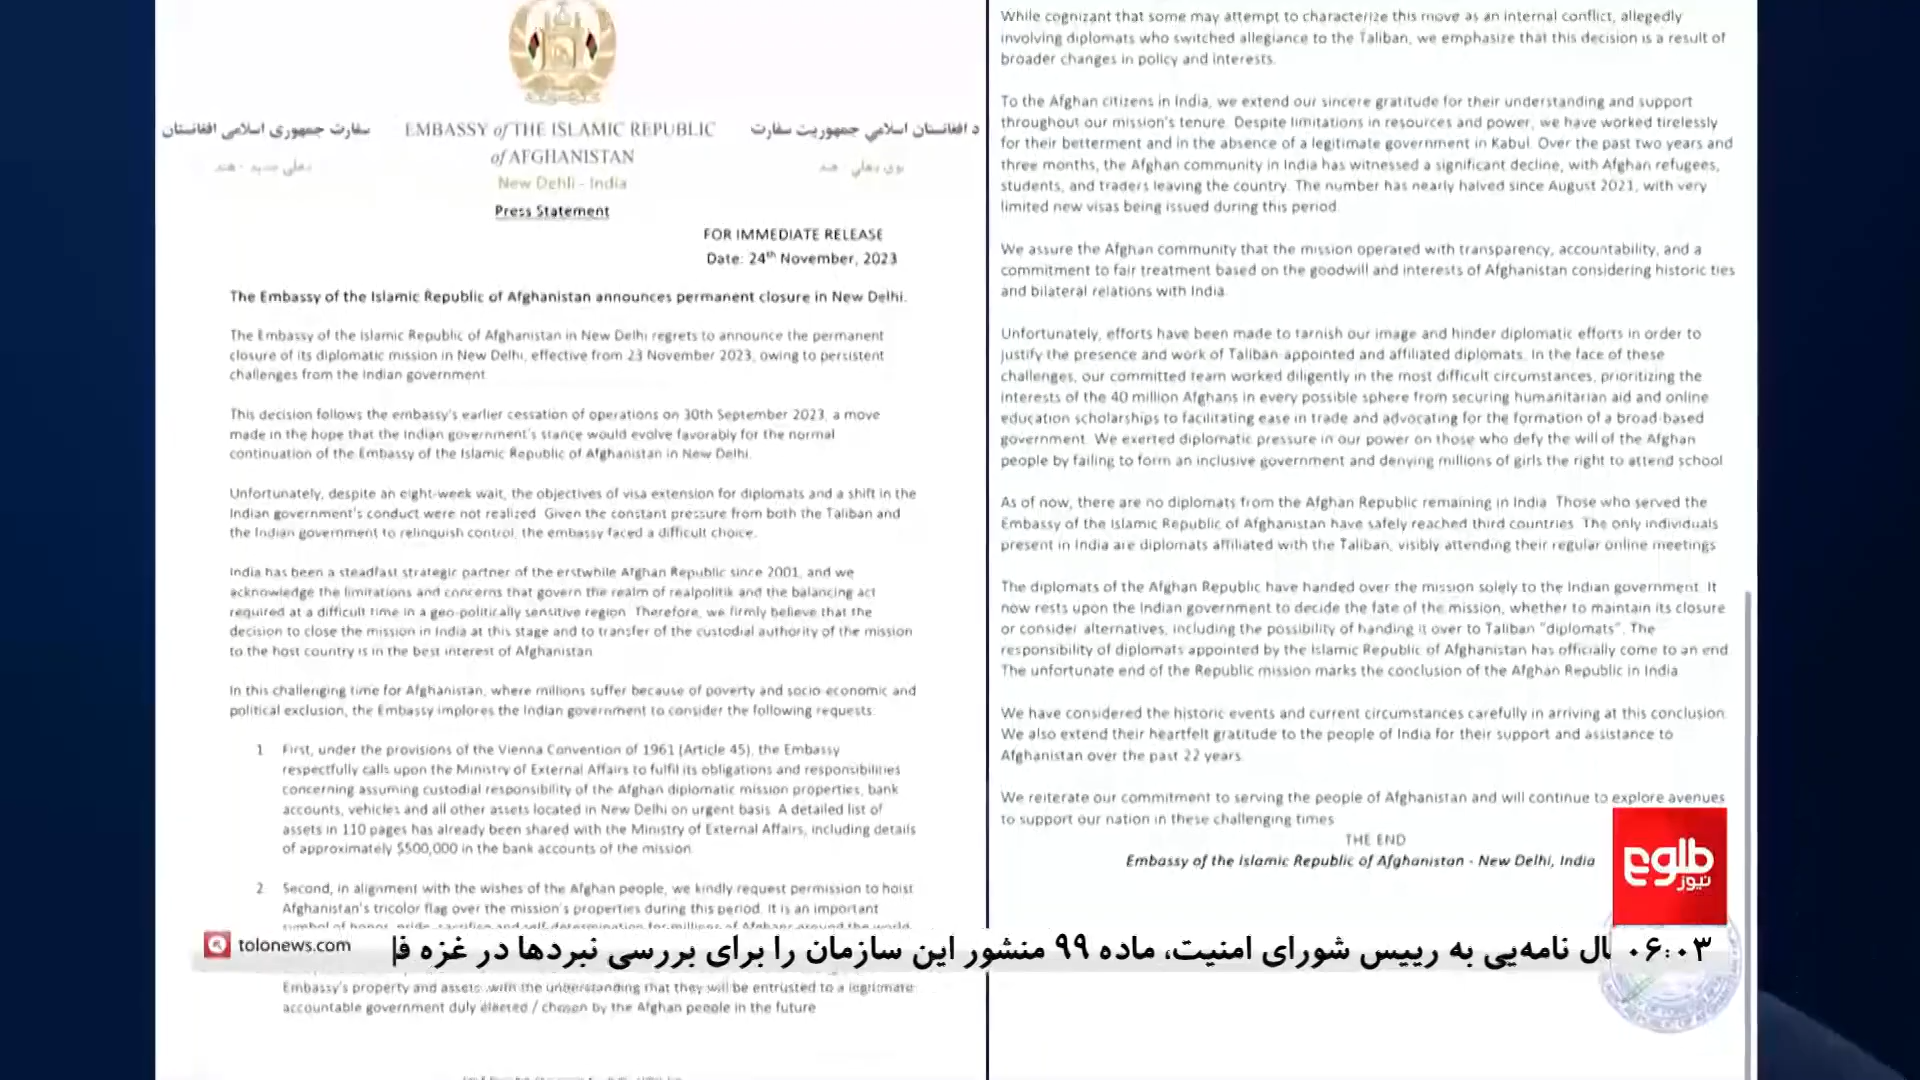 سفارت جمهوری اسلامی افغانستان
دهلی جدید - هند
EMBASSY of THE ISLAMIC REPUBLIC
of AFGHANISTAN
New Dehli - India
د افغانستان اسلامي جمهوریت سفارت
نوی دهلي - هند
Press Statement
FOR IMMEDIATE RELEASE
Date: 24th November, 2023
The Embassy of the Islamic Republic of Afghanistan announces permanent closure in New Delhi.
The Embassy of the Islamic Republic of Afghanistan in New Delhi regrets to announce the permanent
closure of its diplomatic mission in New Delhi, effective from 23 November 2023, owing to persistent
challenges from the Indian government.
This decision follows the embassy's earlier cessation of operations on 30th September 2023, a move
made in the hope that the Indian government's stance would evolve favorably for the normal
continuation of the Embassy of the Islamic Republic of Afghanistan in New Delhi.
Unfortunately, despite an eight-week wait, the objectives of visa extension for diplomats and a shift in the
Indian government's conduct were not realized. Given the constant pressure from both the Taliban and
the Indian government to relinquish control, the embassy faced a difficult choice.
India has been a steadfast strategic partner of the erstwhile Afghan Republic since 2001, and we
acknowledge the limitations and concerns that govern the realm of realpolitik and the balancing act
required at a difficult time in a geo-politically sensitive region. Therefore, we firmly believe that the
decision to close the mission in India at this stage and to transfer of the custodial authority of the mission
to the host country is in the best interest of Afghanistan.
In this challenging time for Afghanistan, where millions suffer because of poverty and socio economic and
political exclusion, the Embassy implores the Indian government to consider the following requests:
1 First, under the provisions of the Vienna Convention of 1961 (Article 45), the Embassy
respectfully calls upon the Ministry of External Affairs to fulfil its obligations and responsibilities
concerning assuming custodial responsibility of the Afghan diplomatic mission properties, bank
accounts, vehicles and all other assets located in New Delhi on urgent basis. A detailed list of
assets in 110 pages has already been shared with the Ministry of External Affairs, including details
of approximately $500,000 in the bank accounts of the mission.
2 Second, in alignment with the wishes of the Afghan people, we kindly request permission to hoist
Afghanistan's tricolor flag over the mission's properties during this period. It is an important
symbol of honor, pride, sacrifice and self-determination for millions of Afghans around the world.
Embassy's property and assets with the understanding that they will be entrusted to a legitimate
accountable government duly elected / chosen by the Afghan people in the future
While cognizant that some may attempt to characterize this move as an internal conflict, allegedly
involving diplomats who switched allegiance to the Taliban, we emphasize that this decision is a result of
broader changes in policy and interests.
To the Afghan citizens in India, we extend our sincere gratitude for their understanding and support
throughout our mission's tenure. Despite limitations in resources and power, we have worked tirelessly
for their betterment and in the absence of a legitimate government in Kabul. Over the past two years and
three months, the Afghan community in India has witnessed a significant decline, with Afghan refugees,
students, and traders leaving the country. The number has nearly halved since August 2021, with very
limited new visas being issued during this period.
We assure the Afghan community that the mission operated with transparency, accountability, and a
commitment to fair treatment based on the goodwill and interests of Afghanistan considering historic ties
and bilateral relations with India.
Unfortunately, efforts have been made to tarnish our image and hinder diplomatic efforts in order to
justify the presence and work of Taliban appointed and affiliated diplomats. In the face of these
challenges, our committed team worked diligently in the most difficult circumstances, prioritizing the
interests of the 40 million Afghans in every possible sphere from securing humanitarian aid and online
education scholarships to facilitating ease in trade and advocating for the formation of a broad-based
government. We exerted diplomatic pressure in our power on those who defy the will of the Afghan
people by failing to form an inclusive government and denying millions of girls the right to attend school
As of now, there are no diplomats from the Afghan Republic remaining in India. Those who served the
Embassy of the Islamic Republic of Afghanistan have safely reached third countries. The only individuals
present in India are diplomats affiliated with the Taliban, visibly attending their regular online meetings
The diplomats of the Afghan Republic have handed over the mission solely to the Indian government. It
now rests upon the Indian government to decide the fate of the mission, whether to maintain its closure
or consider alternatives, including the possibility of handing it over to Taliban "diplomats". The
responsibility of diplomats appointed by the Islamic Republic of Afghanistan has officially come to an end.
The unfortunate end of the Republic mission marks the conclusion of the Afghan Republic in India
We have considered the historic events and current circumstances carefully in arriving at this conclusion.
We also extend their heartfelt gratitude to the people of India for their support and assistance to
Afghanistan over the past 22 years.
We reiterate our commitment to serving the people of Afghanistan and will continue to explore avenues
to support our nation in these challenging times
THE END
Embassy of the Islamic Republic of Afghanistan - New Delhi, India
طلوع
نیوز
tolonews.com
ال نامه‌یی به رییس شورای امنیت، ماده ۹۹ منشور این سازمان را برای بررسی نبردها در غزه فا
۰۶:۰۳